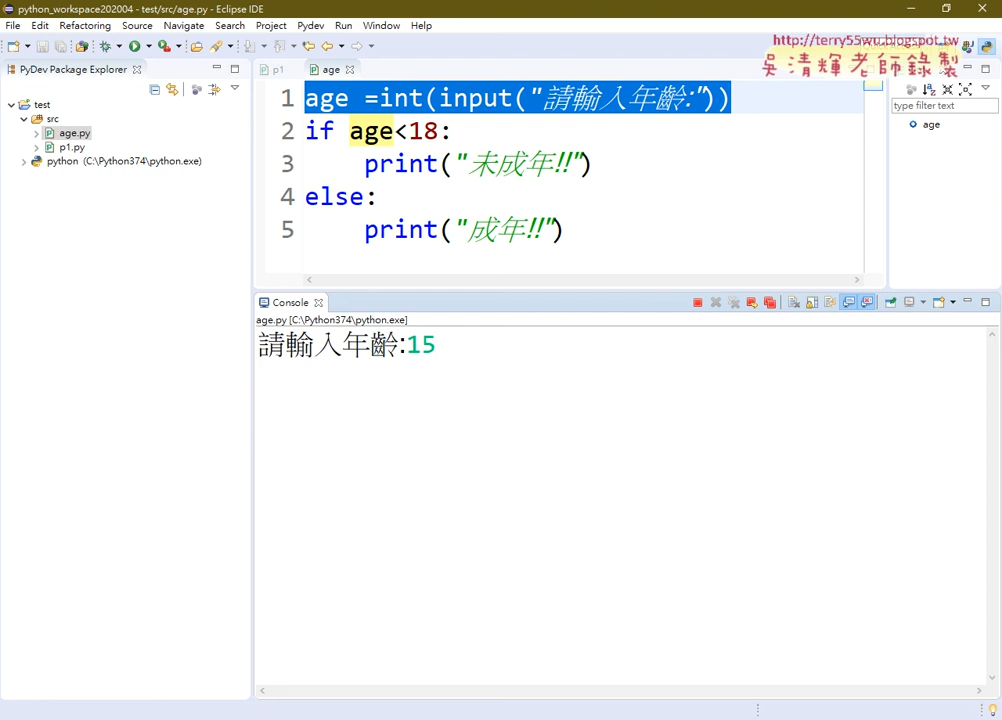 python_workspace202004 - test/src/age.py - Eclipse IDE
File Edit Refactoring Source Navigate Search Project Pydev Run Window Help
http://terry55wu.blogspot.tw
吳清輝老師錄製
PyDev Package Explorer
p1
age
type filter text
age
test
src
age.py
p1.py
python (C:\Python374\python.exe)
1 age =int(input("請輸入年齡:"))
2 if age<18:
3 print("未成年!!")
4 else:
5 print("成年!!")
Console
age.py [C:\Python374\python.exe]
請輸入年齡:15